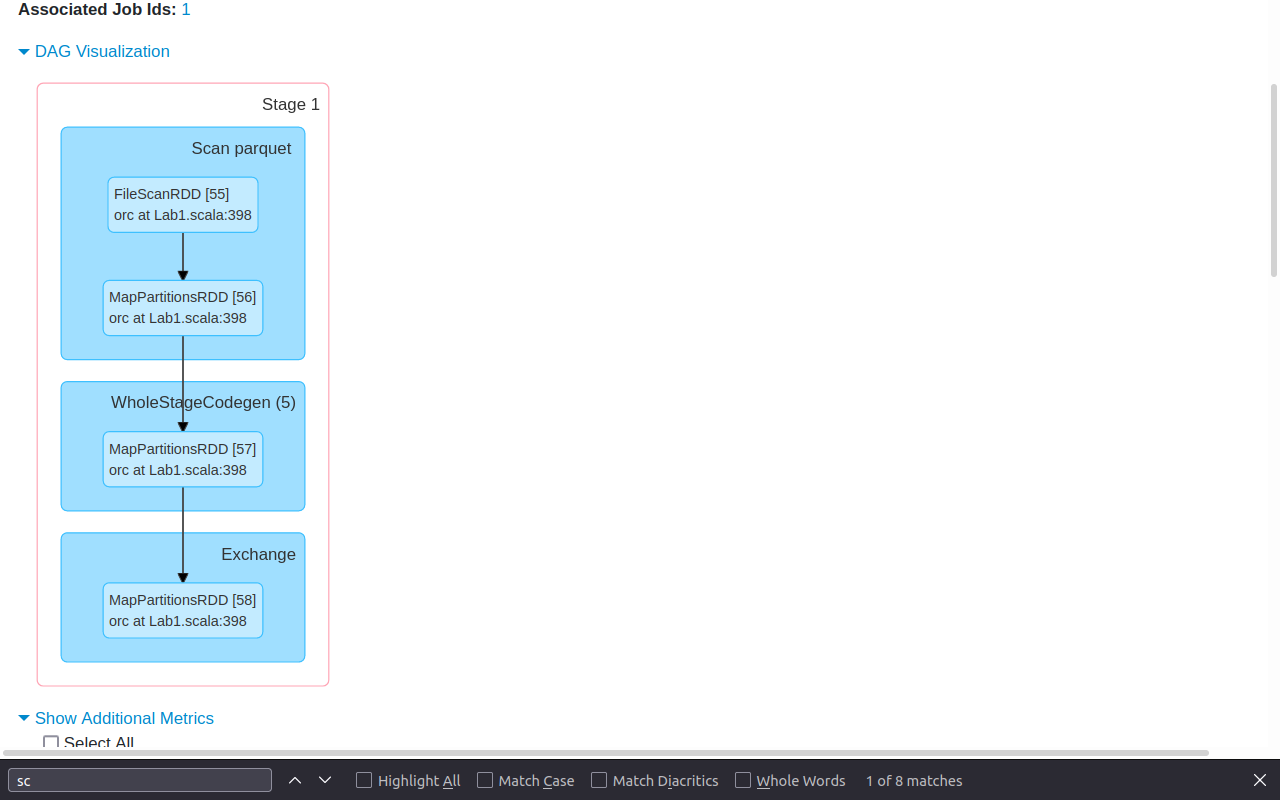 Associated Job Ids: 1
DAG Visualization
Stage 1
Scan parquet
FileScanRDD [55]
orc at Lab1.scala:398
MapPartitionsRDD [56]
orc at Lab1.scala:398
WholeStageCodegen (5)
MapPartitionsRDD [57]
orc at Lab1.scala:398
Exchange
MapPartitionsRDD [58]
orc at Lab1.scala:398
Show Additional Metrics
Select All
sc Highlight All Match Case Match Diacritics Whole Words 1 of 8 matches